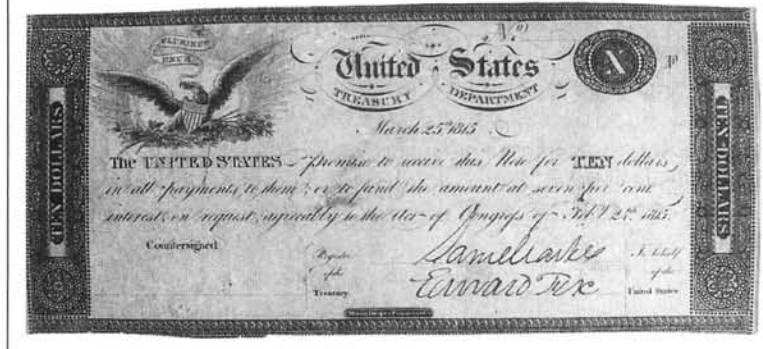 PLURIBUS
UNUM
No
United States
TREASURY DEPARTMENT
X
TEN DOLLARS
March 25th 1815
The UNITED STATES Promise to receive this Note for TEN dollars,
in all payments to them, or to fund the amount at seven per cent
interest, on request, agreeably to the Act of Congress of Feby. 24th 1815.
TEN DOLLARS
Countersigned
Register
of the
Treasury
Edward Fox
In behalf
of the
United States